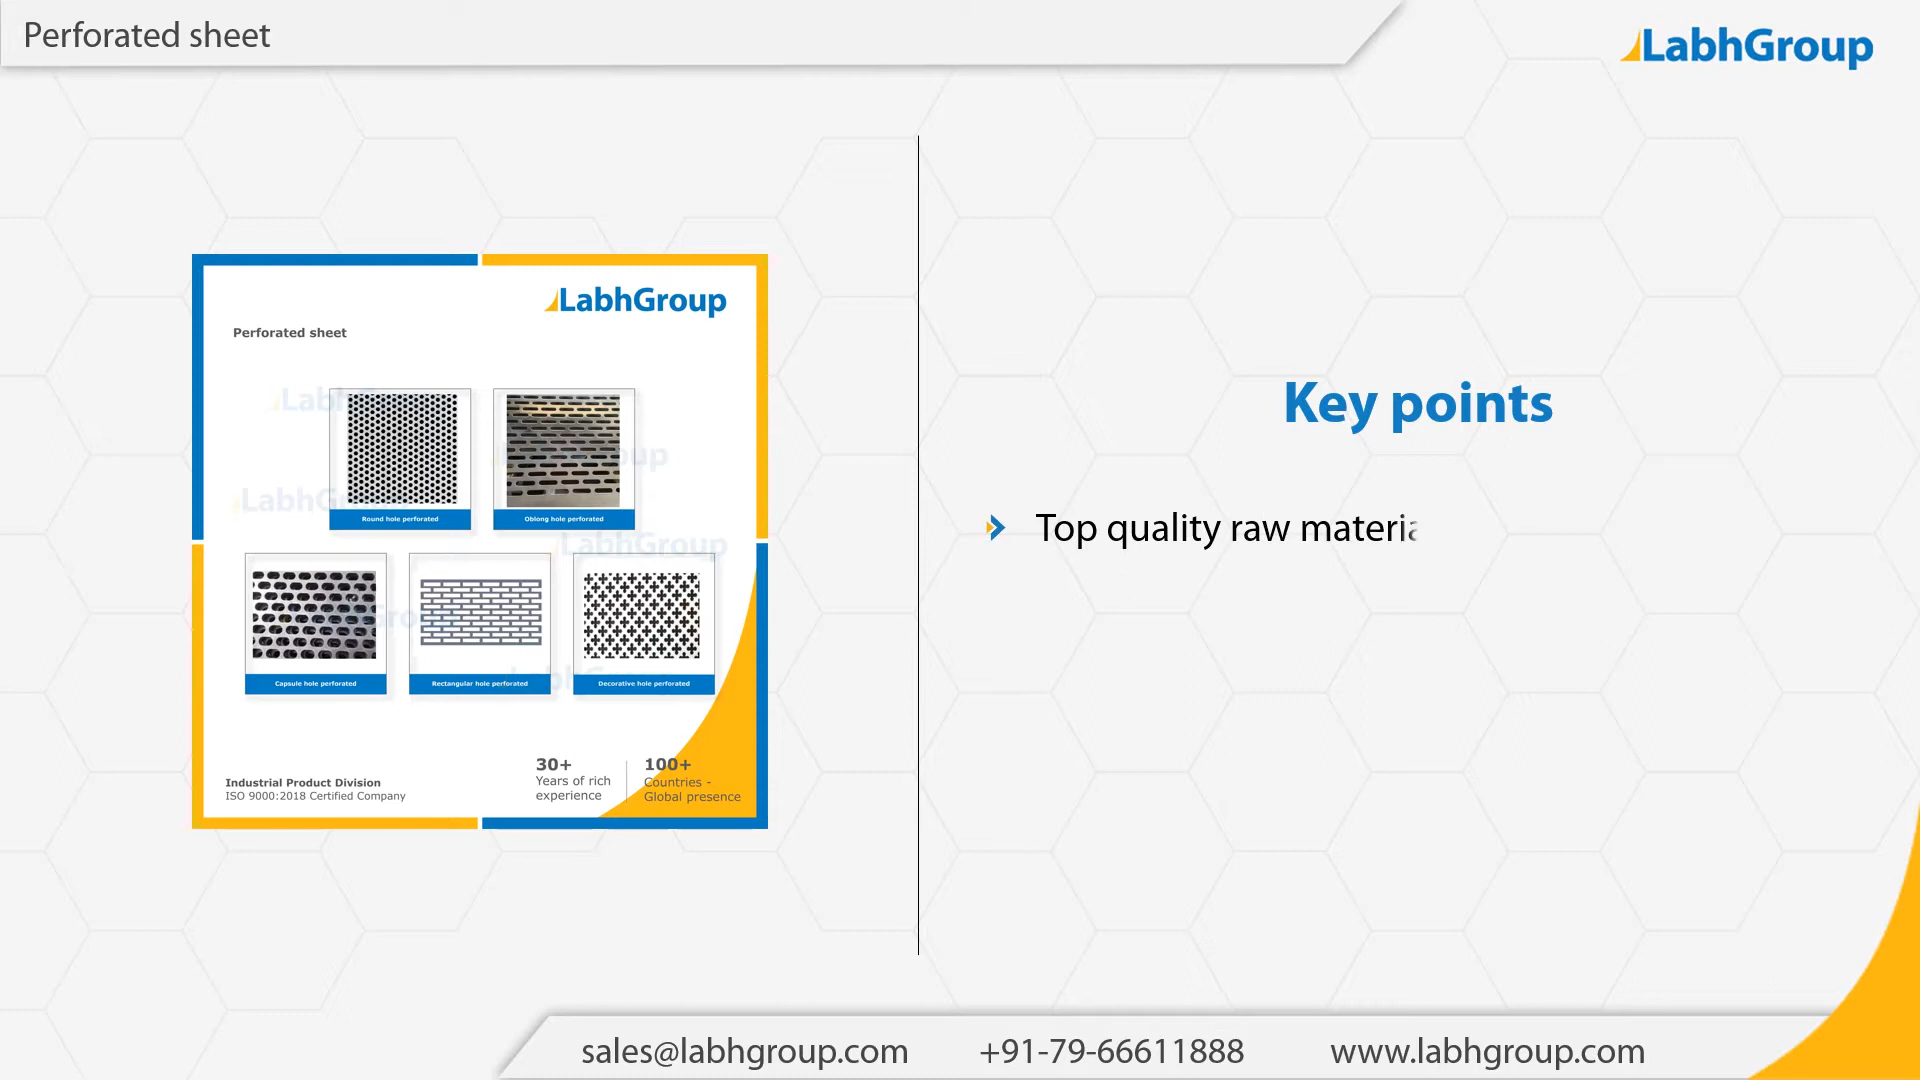 Perforated sheet
LabhGroup
LabhGroup
Perforated sheet
Round hole perforated
Oblong hole perforated
Capsule hole perforated
Rectangular hole perforated
Decorative hole perforated
Industrial Product Division
ISO 9000:2018 Certified Company
30+
Years of rich
experience
100+
Countries -
Global presence
Key points
Top quality raw materia
sales@labhgroup.com
+91-79-66611888
www.labhgroup.com